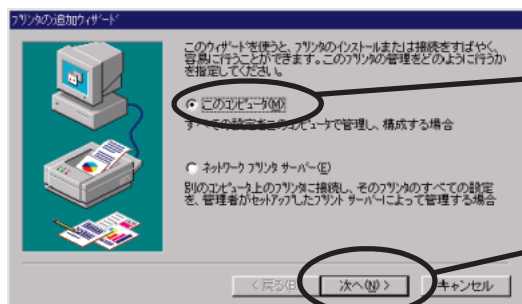 プリンタの追加ウィザード
このウィザードを使うと、プリンタのインストールまたは接続をすばやく、
容易に行うことができます。このプリンタの管理をどのように行うか
を指定してください。
このコンピュータ(M)
すべての設定をこのコンピュータで管理し、構成する場合
ネットワーク プリンタ サーバー(E)
別のコンピュータ上のプリンタに接続し、そのプリンタのすべての設定
を、管理者がセットアップしたプリント サーバーによって管理する場合
< 戻る(B)
次へ(N) >
キャンセル